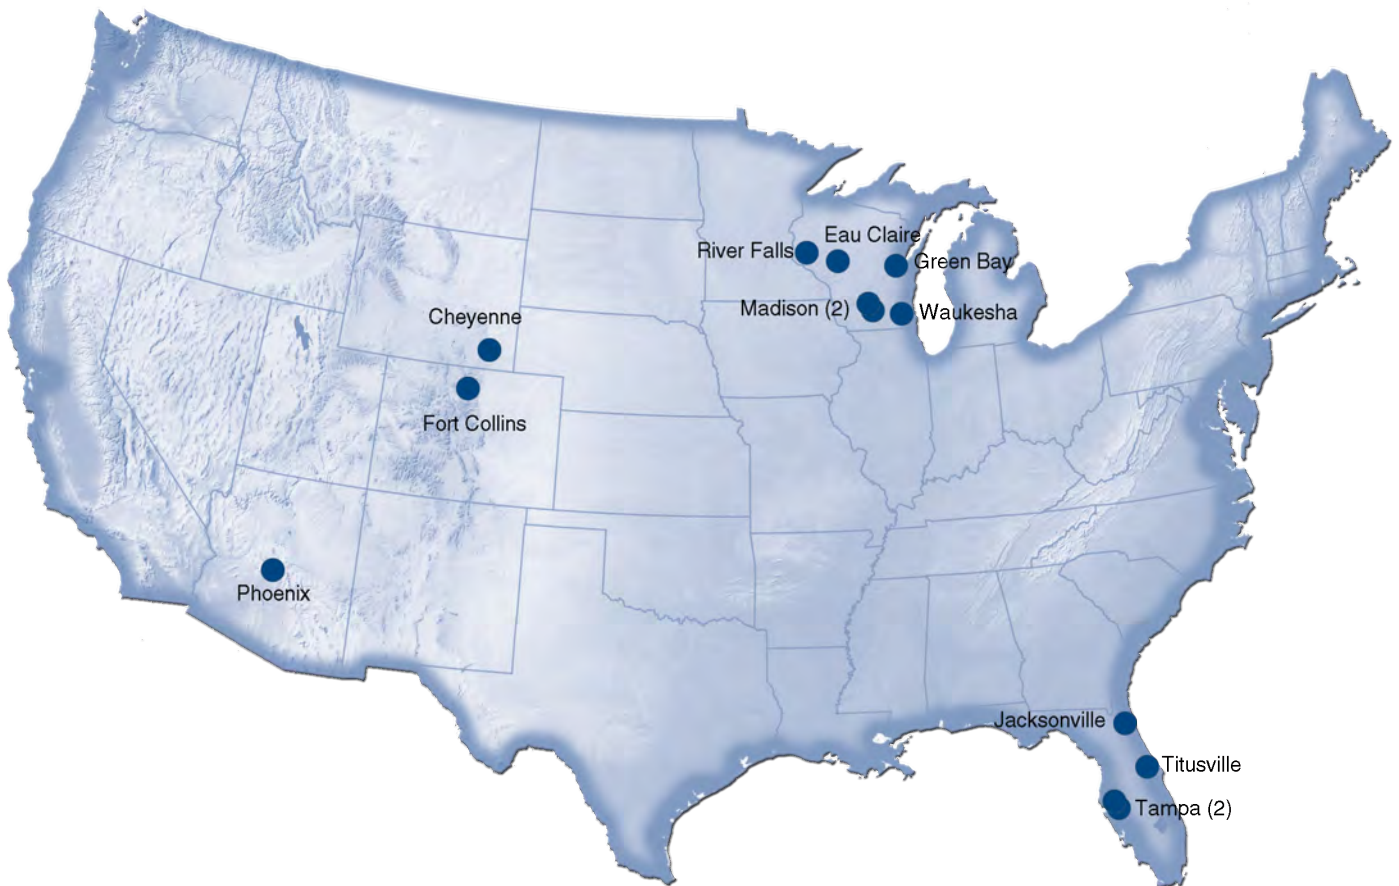 Eau Claire
River Falls
Green Bay
Madison (2)
Waukesha
Cheyenne
Fort Collins
Phoenix
Jacksonville
Titusville
Tampa (2)